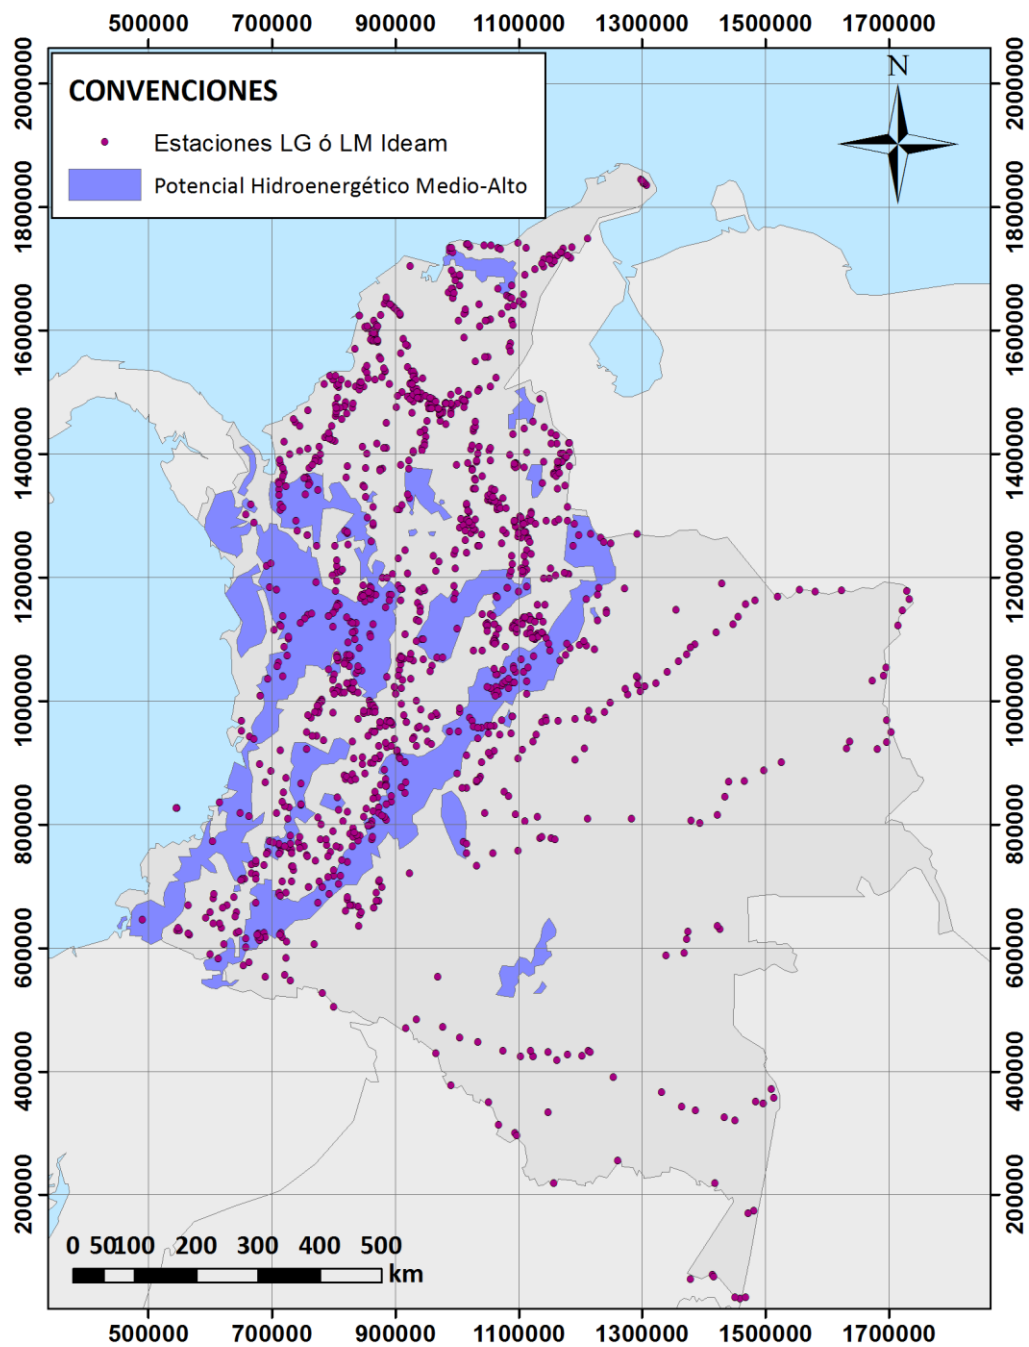 500000 700000 900000 1100000 1300000 1500000 1700000
CONVENCIONES
Estaciones LG ó LM Ideam
Potencial Hidroenergético Medio-Alto
N
2000000 2000000
1800000 1800000
1600000 1600000
1400000 1400000
1200000 1200000
1000000 1000000
800000 800000
600000 600000
400000 400000
200000 200000
0 50 100 200 300 400 500
km
500000 700000 900000 1100000 1300000 1500000 1700000